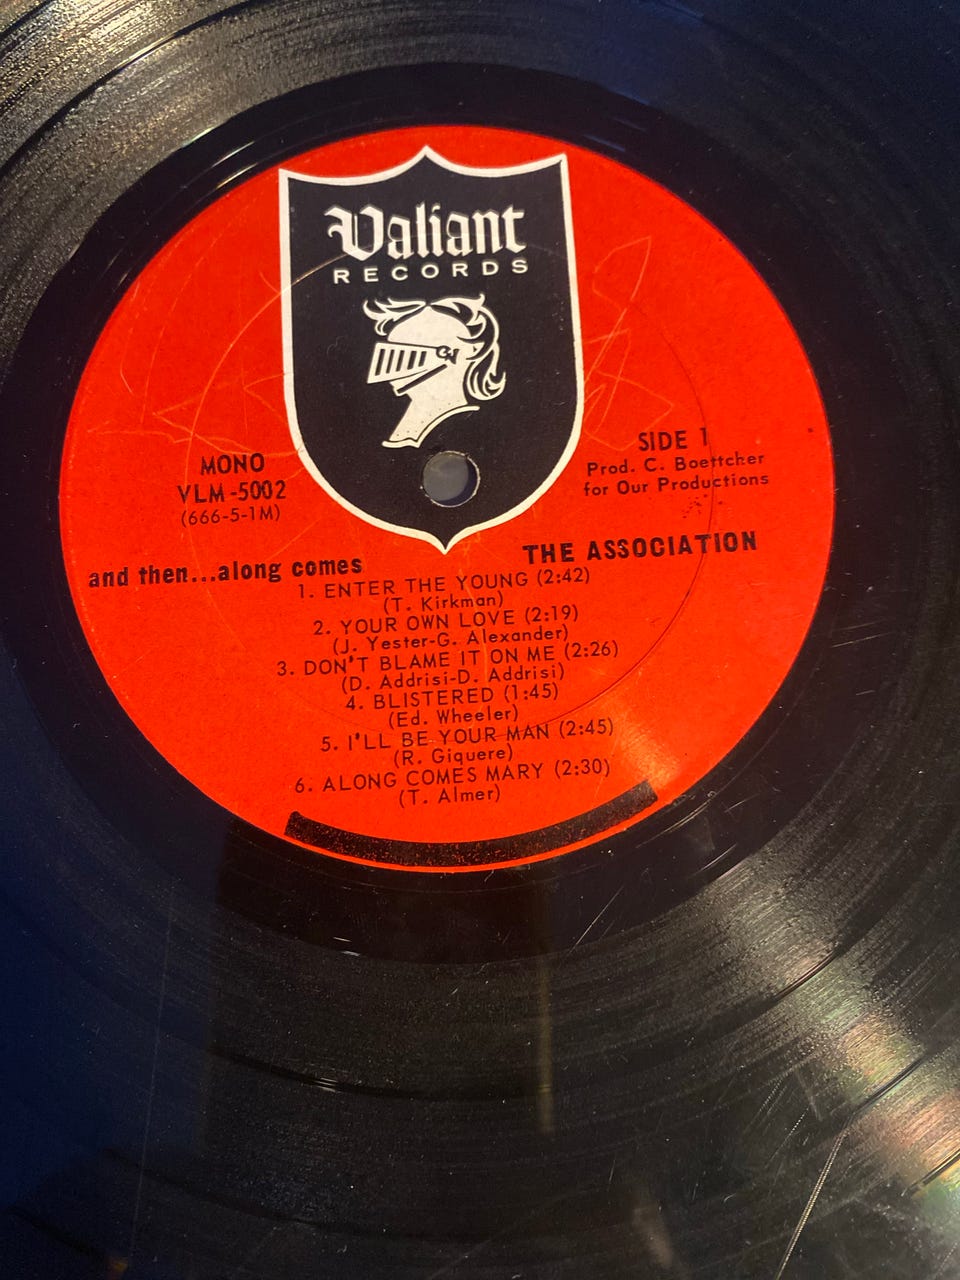 Valiant
RECORDS
MONO
VLM-5002
(666-5-1M)
SIDE 1
Prod. C. Boettcher
for Our Productions
and then...along comes
THE ASSOCIATION
1. ENTER THE YOUNG (2:42)
(T. Kirkman)
2. YOUR OWN LOVE (2:19)
(J. Yester-G. Alexander)
3. DON'T BLAME IT ON ME (2:26)
(D. Addrisi-D. Addrisi)
4. BLISTERED (1:45)
(Ed. Wheeler)
5. I'LL BE YOUR MAN (2:45)
(R. Giquere)
6. ALONG COMES MARY (2:30)
(T. Almer)